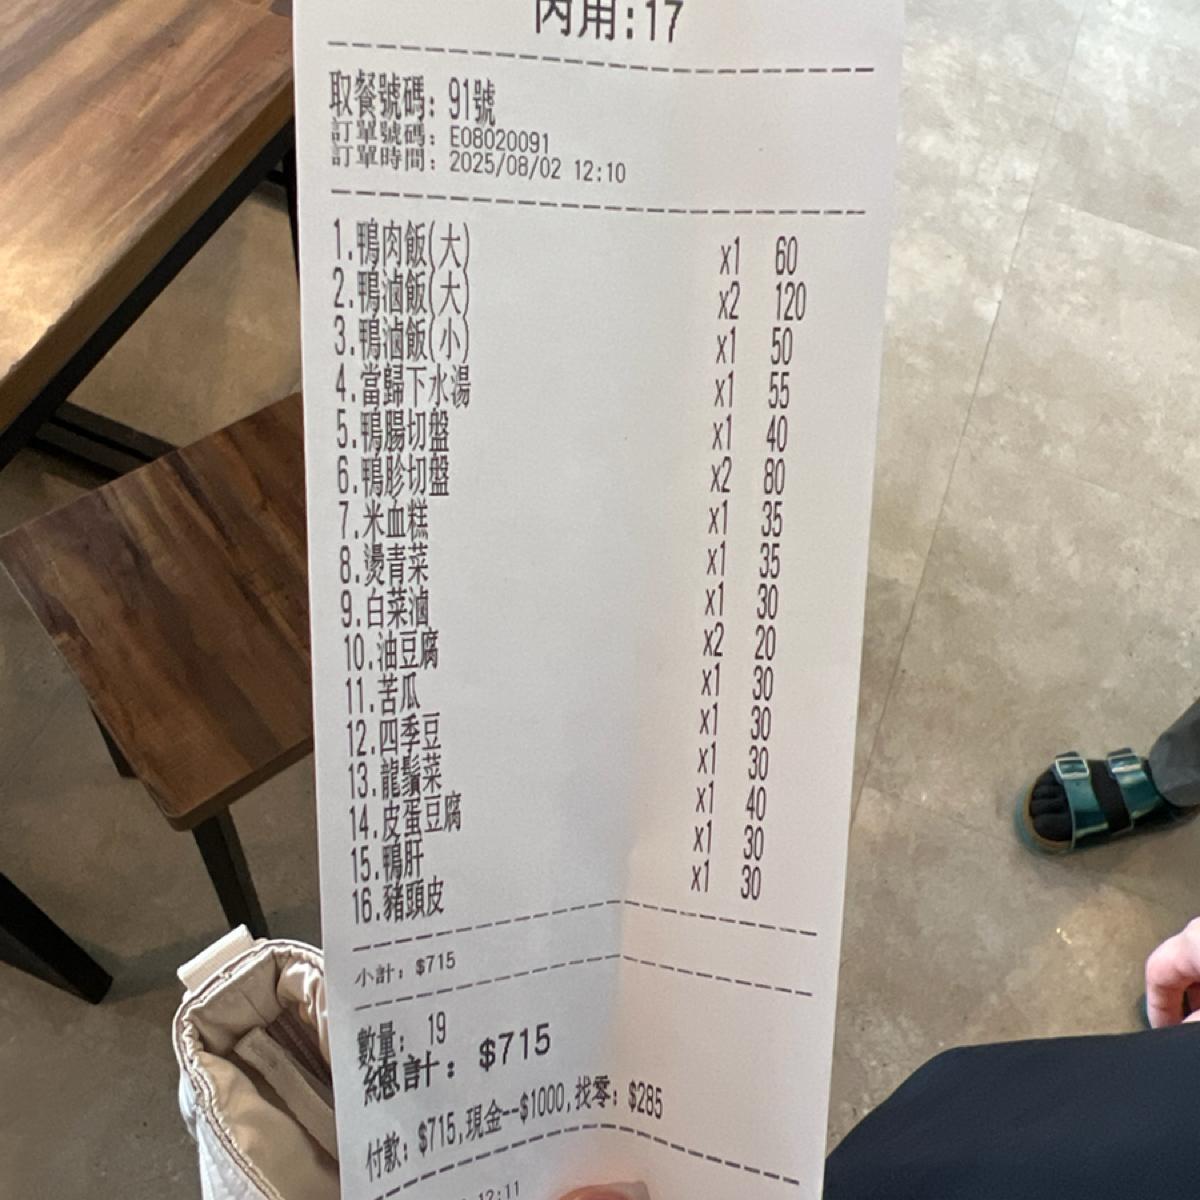 內用:17
取餐號碼: 91號
訂單號碼: E08020091
訂單時間: 2025/08/02 12:10
1.鴨肉飯(大) x1 60
2.鴨滷飯(大) x2 120
3.鴨滷飯(小) x1 50
4.當歸下水湯 x1 55
5.鴨腸切盤 x1 40
6.鴨胗切盤 x2 80
7.米血糕 x1 35
8.燙青菜 x1 35
9.白菜滷 x1 30
10.油豆腐 x2 20
11.苦瓜 x1 30
12.四季豆 x1 30
13.龍鬚菜 x1 30
14.皮蛋豆腐 x1 40
15.鴨肝 x1 30
16.豬頭皮 x1 30
小計: $715
數量: 19
總計: $715
付款: $715,現金--$1000,找零: $285
12:11